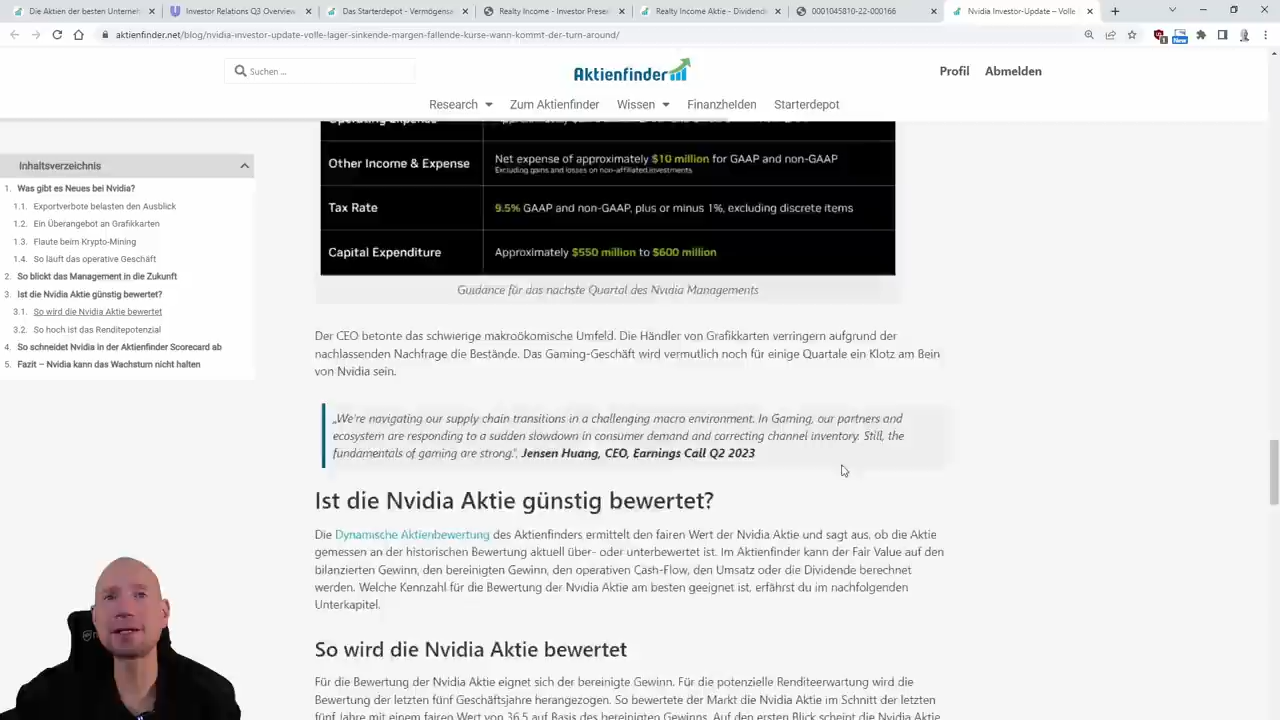 Die Aktien der besten Unterneh
Investor Relations Q3 Overview
Das Starterdepot – Vermögens
Realty Income - Investor Prese
Realty Income Aktie - Dividende
0001045810-22-000166
Nvidia Investor-Update – Volle
aktienfinder.net/blog/nvidia-investor-update-volle-lager-sinkende-margen-fallende-kurse-wann-kommt-der-turn-around/
Suchen ...
Aktienfinder
Profil Abmelden
Research Zum Aktienfinder Wissen Finanzhelden Starterdepot
Inhaltsverzeichnis
1. Was gibt es Neues bei Nvidia?
1.1. Exportverbote belasten den Ausblick
1.2. Ein Überangebot an Grafikkarten
1.3. Flaute beim Krypto-Mining
1.4. So läuft das operative Geschäft
2. So blickt das Management in die Zukunft
3. Ist die Nvidia Aktie günstig bewertet?
3.1. So wird die Nvidia Aktie bewertet
3.2. So hoch ist das Renditepotenzial
4. So schneidet Nvidia in der Aktienfinder Scorecard ab
5. Fazit – Nvidia kann das Wachstum nicht halten
Operating Expense
Other Income & Expense
Net expense of approximately $10 million for GAAP and non-GAAP
Excluding gains and losses on non-affiliated investments
Tax Rate
9.5% GAAP and non-GAAP, plus or minus 1%, excluding discrete items
Capital Expenditure
Approximately $550 million to $600 million
Guidance für das nächste Quartal des Nvidia Managements
Der CEO betonte das schwierige makroökomische Umfeld. Die Händler von Grafikkarten verringern aufgrund der
nachlassenden Nachfrage die Bestände. Das Gaming-Geschäft wird vermutlich noch für einige Quartale ein Klotz am Bein
von Nvidia sein.
„We're navigating our supply chain transitions in a challenging macro environment. In Gaming, our partners and
ecosystem are responding to a sudden slowdown in consumer demand and correcting channel inventory. Still, the
fundamentals of gaming are strong.“, Jensen Huang, CEO, Earnings Call Q2 2023
Ist die Nvidia Aktie günstig bewertet?
Die Dynamische Aktienbewertung des Aktienfinders ermittelt den fairen Wert der Nvidia Aktie und sagt aus, ob die Aktie
gemessen an der historischen Bewertung aktuell über- oder unterbewertet ist. Im Aktienfinder kann der Fair Value auf den
bilanzierten Gewinn, den bereinigten Gewinn, den operativen Cash-Flow, den Umsatz oder die Dividende berechnet
werden. Welche Kennzahl für die Bewertung der Nvidia Aktie am besten geeignet ist, erfährst du im nachfolgenden
Unterkapitel.
So wird die Nvidia Aktie bewertet
Für die Bewertung der Nvidia Aktie eignet sich der bereinigte Gewinn. Für die potenzielle Renditeerwartung wird die
Bewertung der letzten fünf Geschäftsjahre herangezogen. So bewertete der Markt die Nvidia Aktie im Schnitt der letzten
fünf Jahre mit einem fairen Wert von 36,5 auf Basis des bereinigten Gewinns. Auf den ersten Blick scheint die Nvidia Aktie